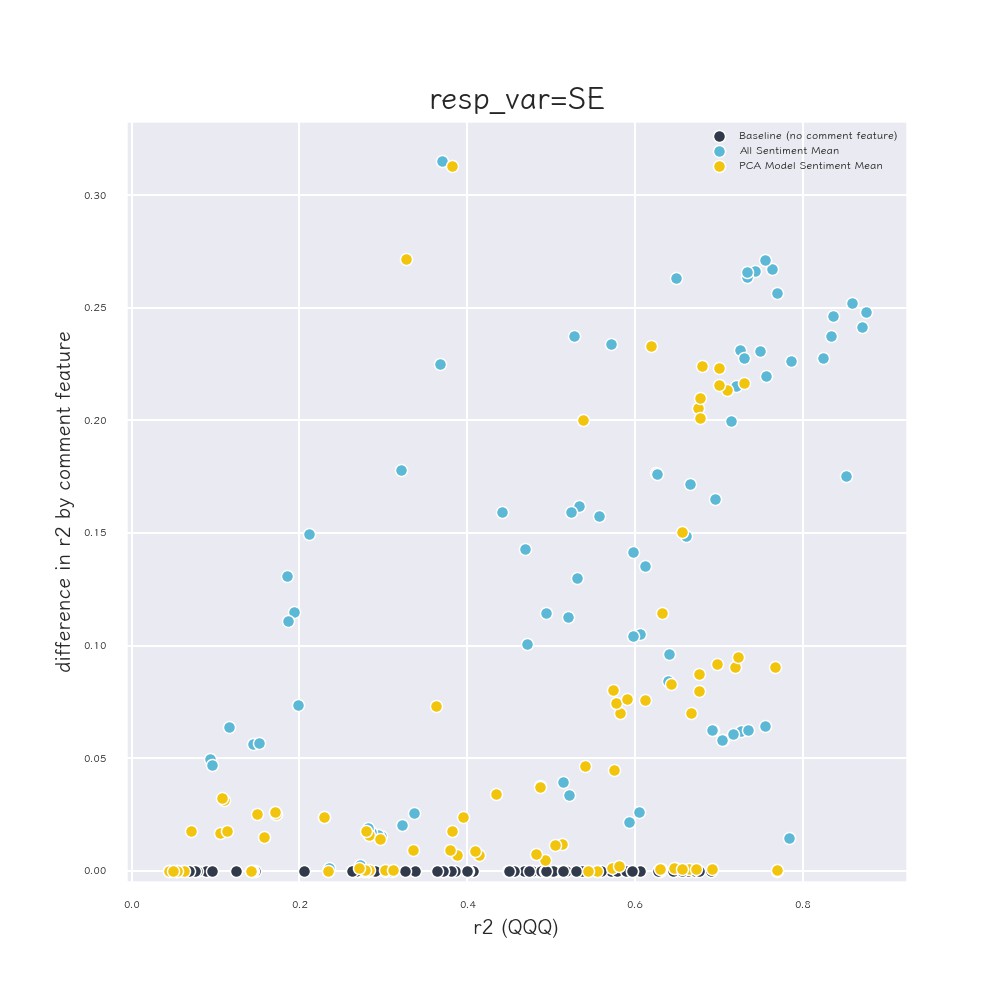 resp_var=SE
Baseline (no comment feature)
All Sentiment Mean
PCA Model Sentiment Mean
0.30
0.25
0.20
0.15
0.10
0.05
0.00
difference in r2 by comment feature
0.0 0.2 0.4 0.6 0.8
r2 (QQQ)